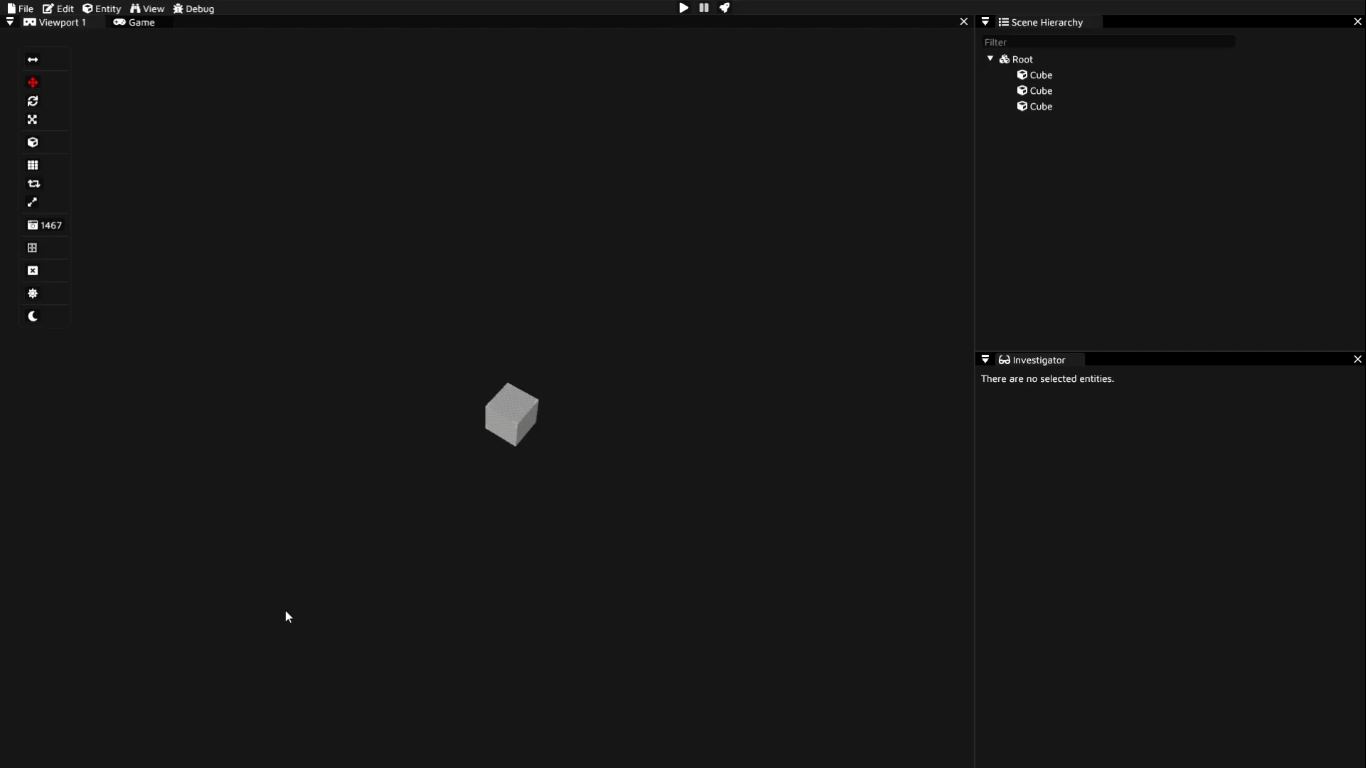 File Edit Entity View Debug
Viewport 1 Game
Scene Hierarchy
Filter
Root
Cube
Cube
Cube
1467
Investigator
There are no selected entities.